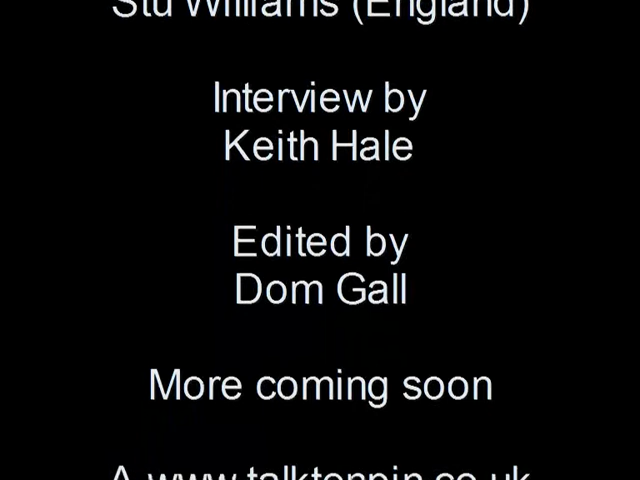 Stu Williams (England)
Interview by
Keith Hale
Edited by
Dom Gall
More coming soon
A www.talktenpin.co.uk